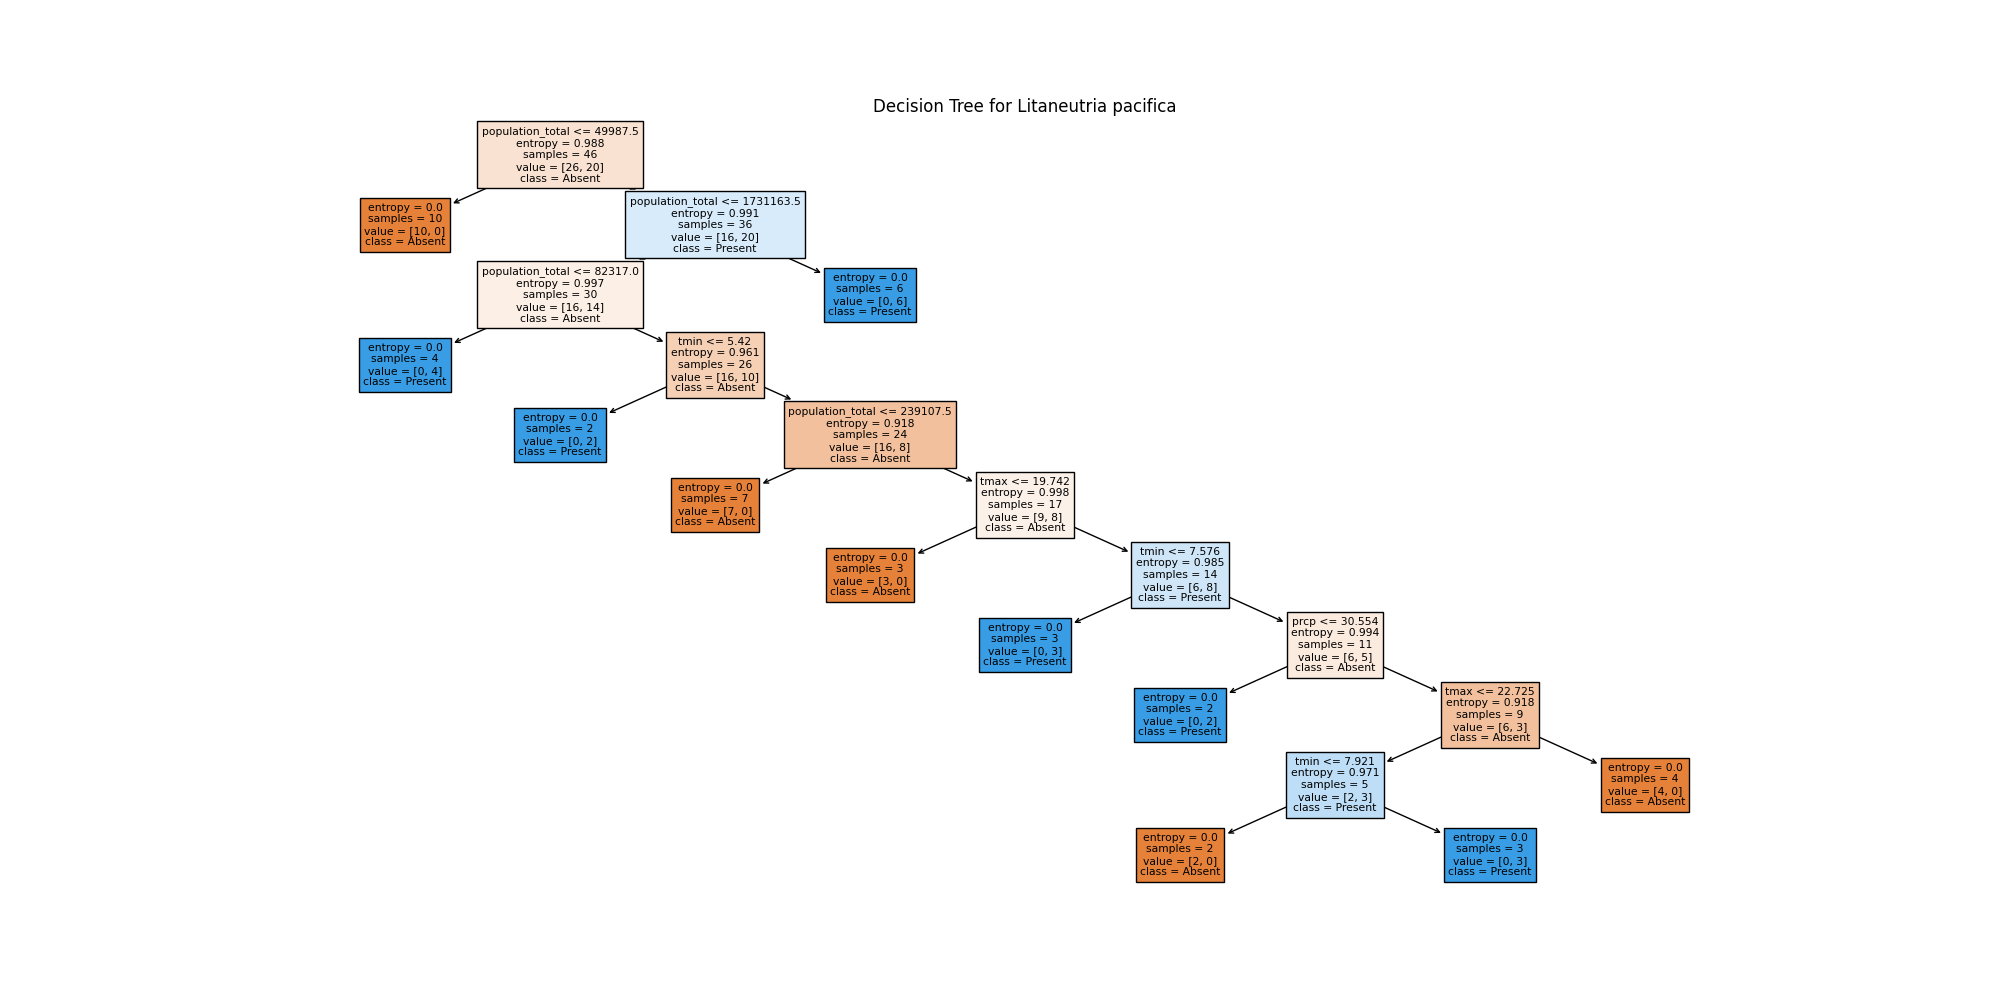 Decision Tree for Litaneutria pacifica
population_total <= 49987.5
entropy = 0.988
samples = 46
value = [26, 20]
class = Absent
entropy = 0.0
samples = 10
value = [10, 0]
class = Absent
population_total <= 1731163.5
entropy = 0.991
samples = 36
value = [16, 20]
class = Present
population_total <= 82317.0
entropy = 0.997
samples = 30
value = [16, 14]
class = Absent
entropy = 0.0
samples = 6
value = [0, 6]
class = Present
entropy = 0.0
samples = 4
value = [0, 4]
class = Present
tmin <= 5.42
entropy = 0.961
samples = 26
value = [16, 10]
class = Absent
entropy = 0.0
samples = 2
value = [0, 2]
class = Present
population_total <= 239107.5
entropy = 0.918
samples = 24
value = [16, 8]
class = Absent
entropy = 0.0
samples = 7
value = [7, 0]
class = Absent
tmax <= 19.742
entropy = 0.998
samples = 17
value = [9, 8]
class = Absent
entropy = 0.0
samples = 3
value = [3, 0]
class = Absent
tmin <= 7.576
entropy = 0.985
samples = 14
value = [6, 8]
class = Present
entropy = 0.0
samples = 3
value = [0, 3]
class = Present
prcp <= 30.554
entropy = 0.994
samples = 11
value = [6, 5]
class = Absent
entropy = 0.0
samples = 2
value = [0, 2]
class = Present
tmax <= 22.725
entropy = 0.918
samples = 9
value = [6, 3]
class = Absent
tmin <= 7.921
entropy = 0.971
samples = 5
value = [2, 3]
class = Present
entropy = 0.0
samples = 4
value = [4, 0]
class = Absent
entropy = 0.0
samples = 2
value = [2, 0]
class = Absent
entropy = 0.0
samples = 3
value = [0, 3]
class = Present